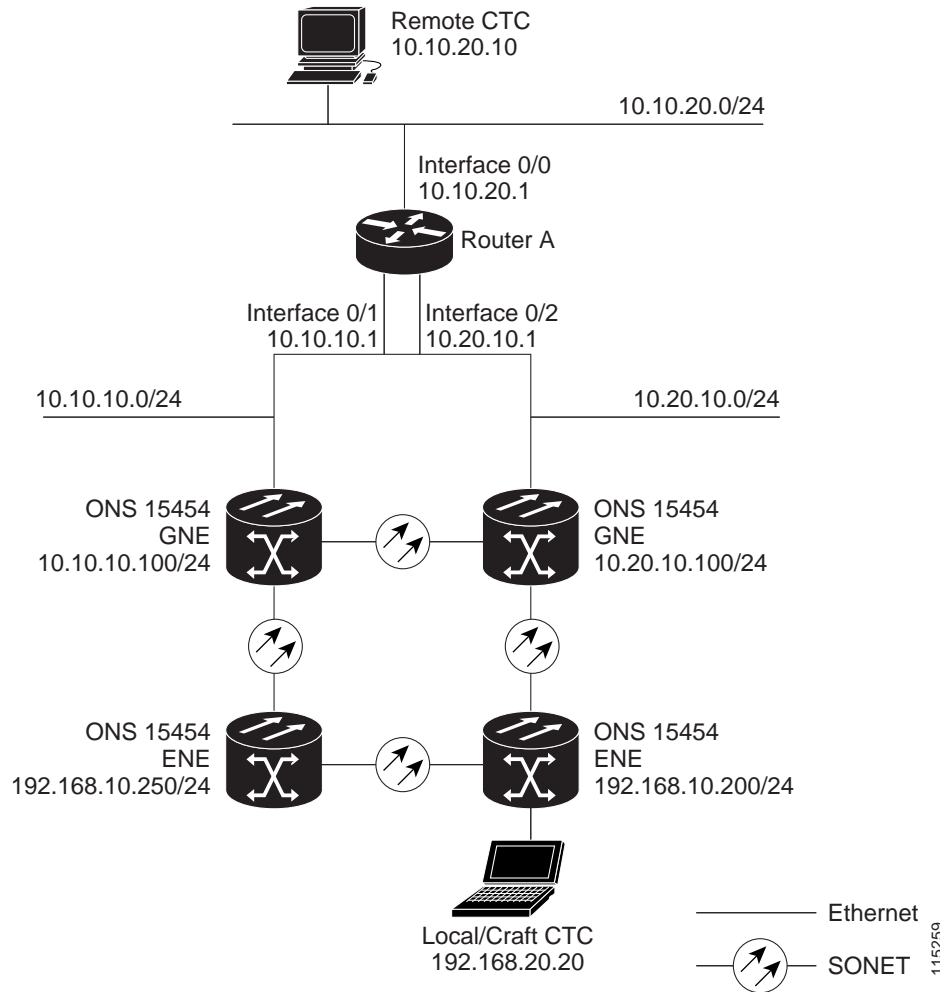 Remote CTC
10.10.20.10
10.10.20.0/24
Interface 0/0
10.10.20.1
Router A
Interface 0/1
10.10.10.1
Interface 0/2
10.20.10.1
10.10.10.0/24
10.20.10.0/24
ONS 15454
GNE
10.10.10.100/24
ONS 15454
GNE
10.20.10.100/24
ONS 15454
ENE
192.168.10.250/24
ONS 15454
ENE
192.168.10.200/24
Local/Craft CTC
192.168.20.20
Ethernet
SONET
115259